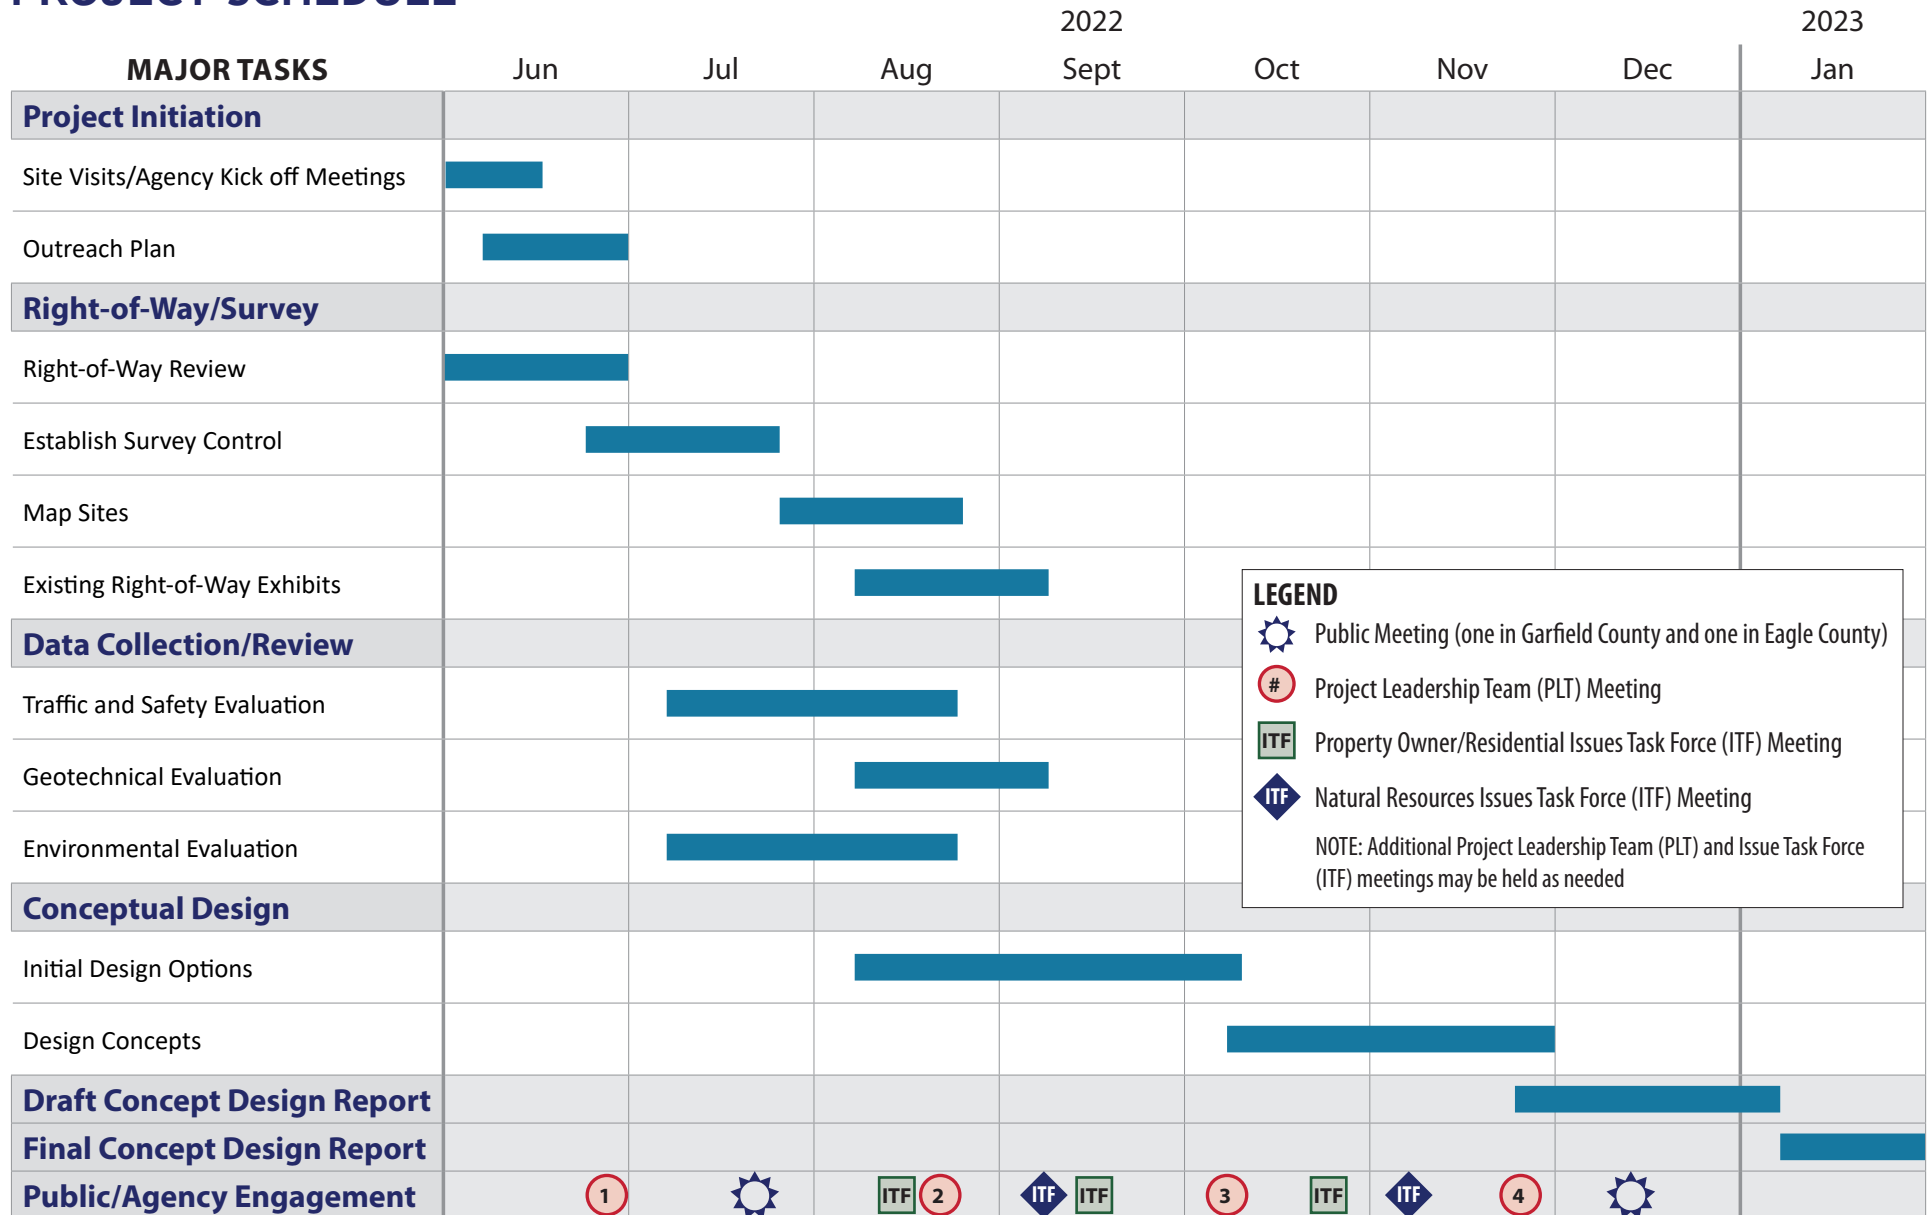 PROJECT SCHEDULE
2022 2023
MAJOR TASKS Jun Jul Aug Sept Oct Nov Dec Jan
Project Initiation
Site Visits/Agency Kick off Meetings
Outreach Plan
Right-of-Way/Survey
Right-of-Way Review
Establish Survey Control
Map Sites
Existing Right-of-Way Exhibits
Data Collection/Review
Traffic and Safety Evaluation
Geotechnical Evaluation
Environmental Evaluation
Conceptual Design
Initial Design Options
Design Concepts
Draft Concept Design Report
Final Concept Design Report
Public/Agency Engagement 1 ITF 2 ITF ITF 3 ITF ITF 4
LEGEND
Public Meeting (one in Garfield County and one in Eagle County)
# Project Leadership Team (PLT) Meeting
ITF Property Owner/Residential Issues Task Force (ITF) Meeting
ITF Natural Resources Issues Task Force (ITF) Meeting
NOTE: Additional Project Leadership Team (PLT) and Issue Task Force
(ITF) meetings may be held as needed